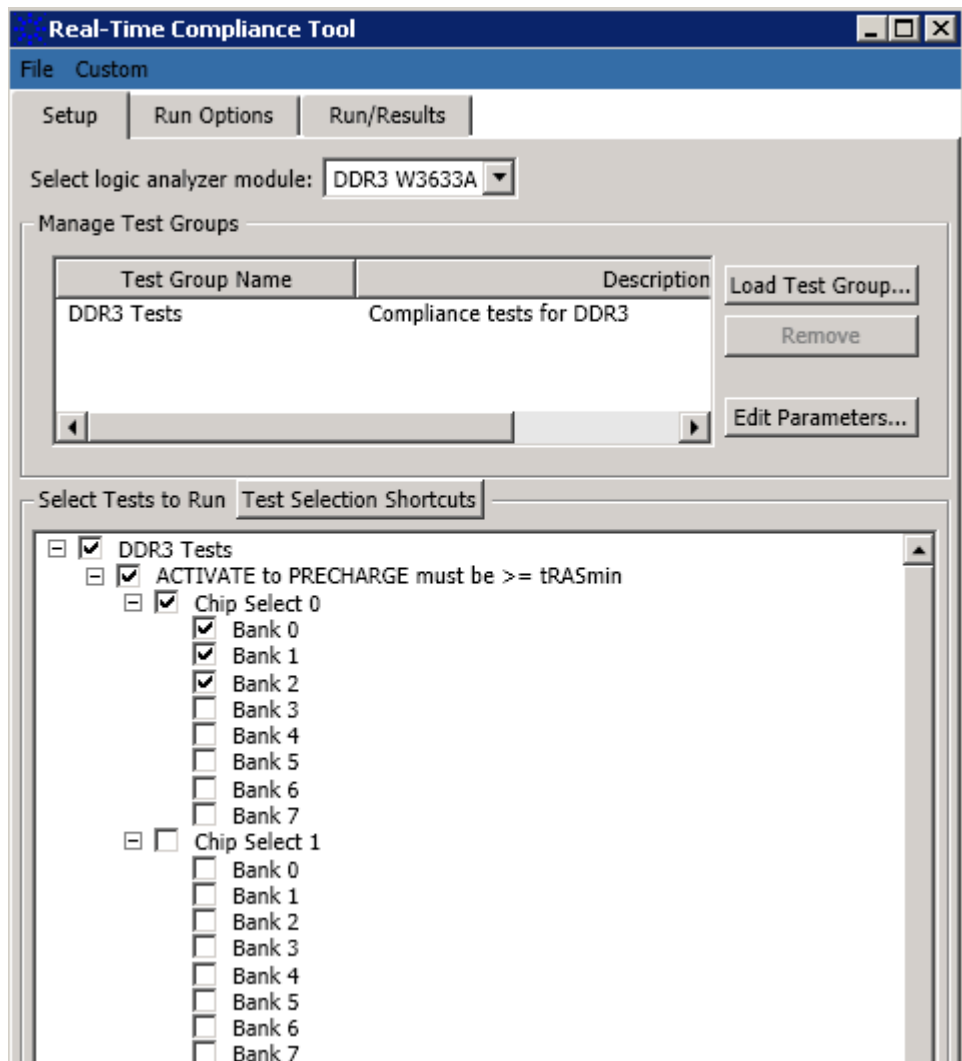 Real-Time Compliance Tool
File Custom
Setup Run Options Run/Results
Select logic analyzer module: DDR3 W3633A
Manage Test Groups
Test Group Name Description
DDR3 Tests Compliance tests for DDR3
Load Test Group...
Remove
Edit Parameters...
Select Tests to Run Test Selection Shortcuts
DDR3 Tests
ACTIVATE to PRECHARGE must be >= tRASmin
Chip Select 0
Bank 0
Bank 1
Bank 2
Bank 3
Bank 4
Bank 5
Bank 6
Bank 7
Chip Select 1
Bank 0
Bank 1
Bank 2
Bank 3
Bank 4
Bank 5
Bank 6
Bank 7